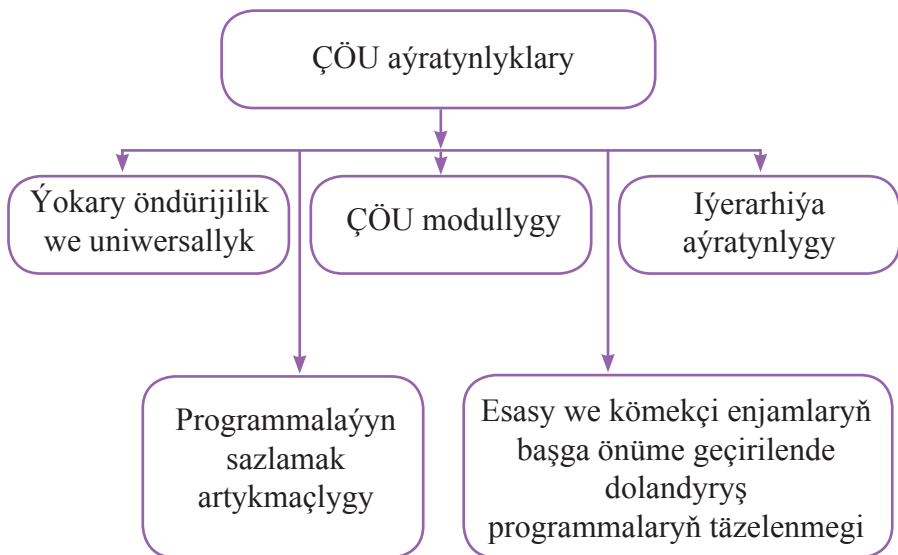 ÇÖU aýratynlyklary
Ýokary öndürijilik
we uniwersallyk
ÇÖU modullygy
Iýerarhiýa
aýratynlygy
Programmalaýyn
sazlamak
artykmaçlygy
Esasy we kömekçi enjamlaryň
başga önüme geçirilende
dolandyryş
programmalaryň täzelenmegi